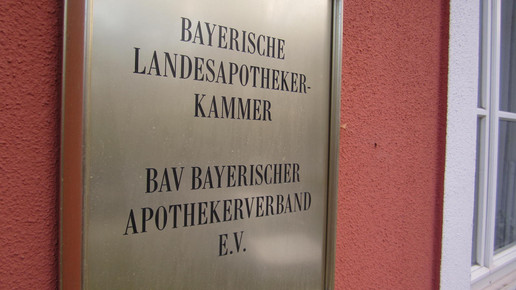 BAYERISCHE
LANDESAPOTHEKER-
KAMMER
BAV BAYERISCHER
APOTHEKERVERBAND
E.V.